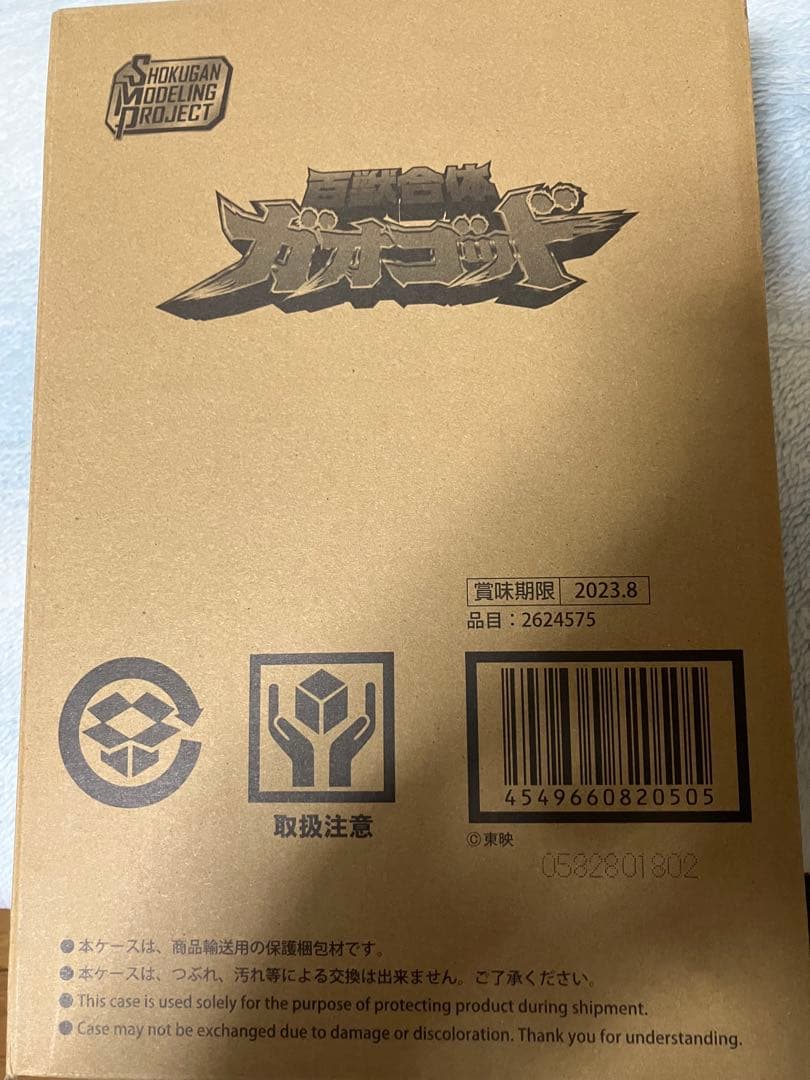 SHOKUGAN
MODELING
PROJECT
百獣合体
ガオゴッド
賞味期限 2023.8
品目：2624575
4549660820505
取扱注意
©東映
0582801802
●本ケースは、商品輸送用の保護梱包材です。
●本ケースは、つぶれ、汚れ等による交換は出来ません。ご了承ください。
●This case is used solely for the purpose of protecting product during shipment.
●Case may not be exchanged due to damage or discoloration. Thank you for understanding.